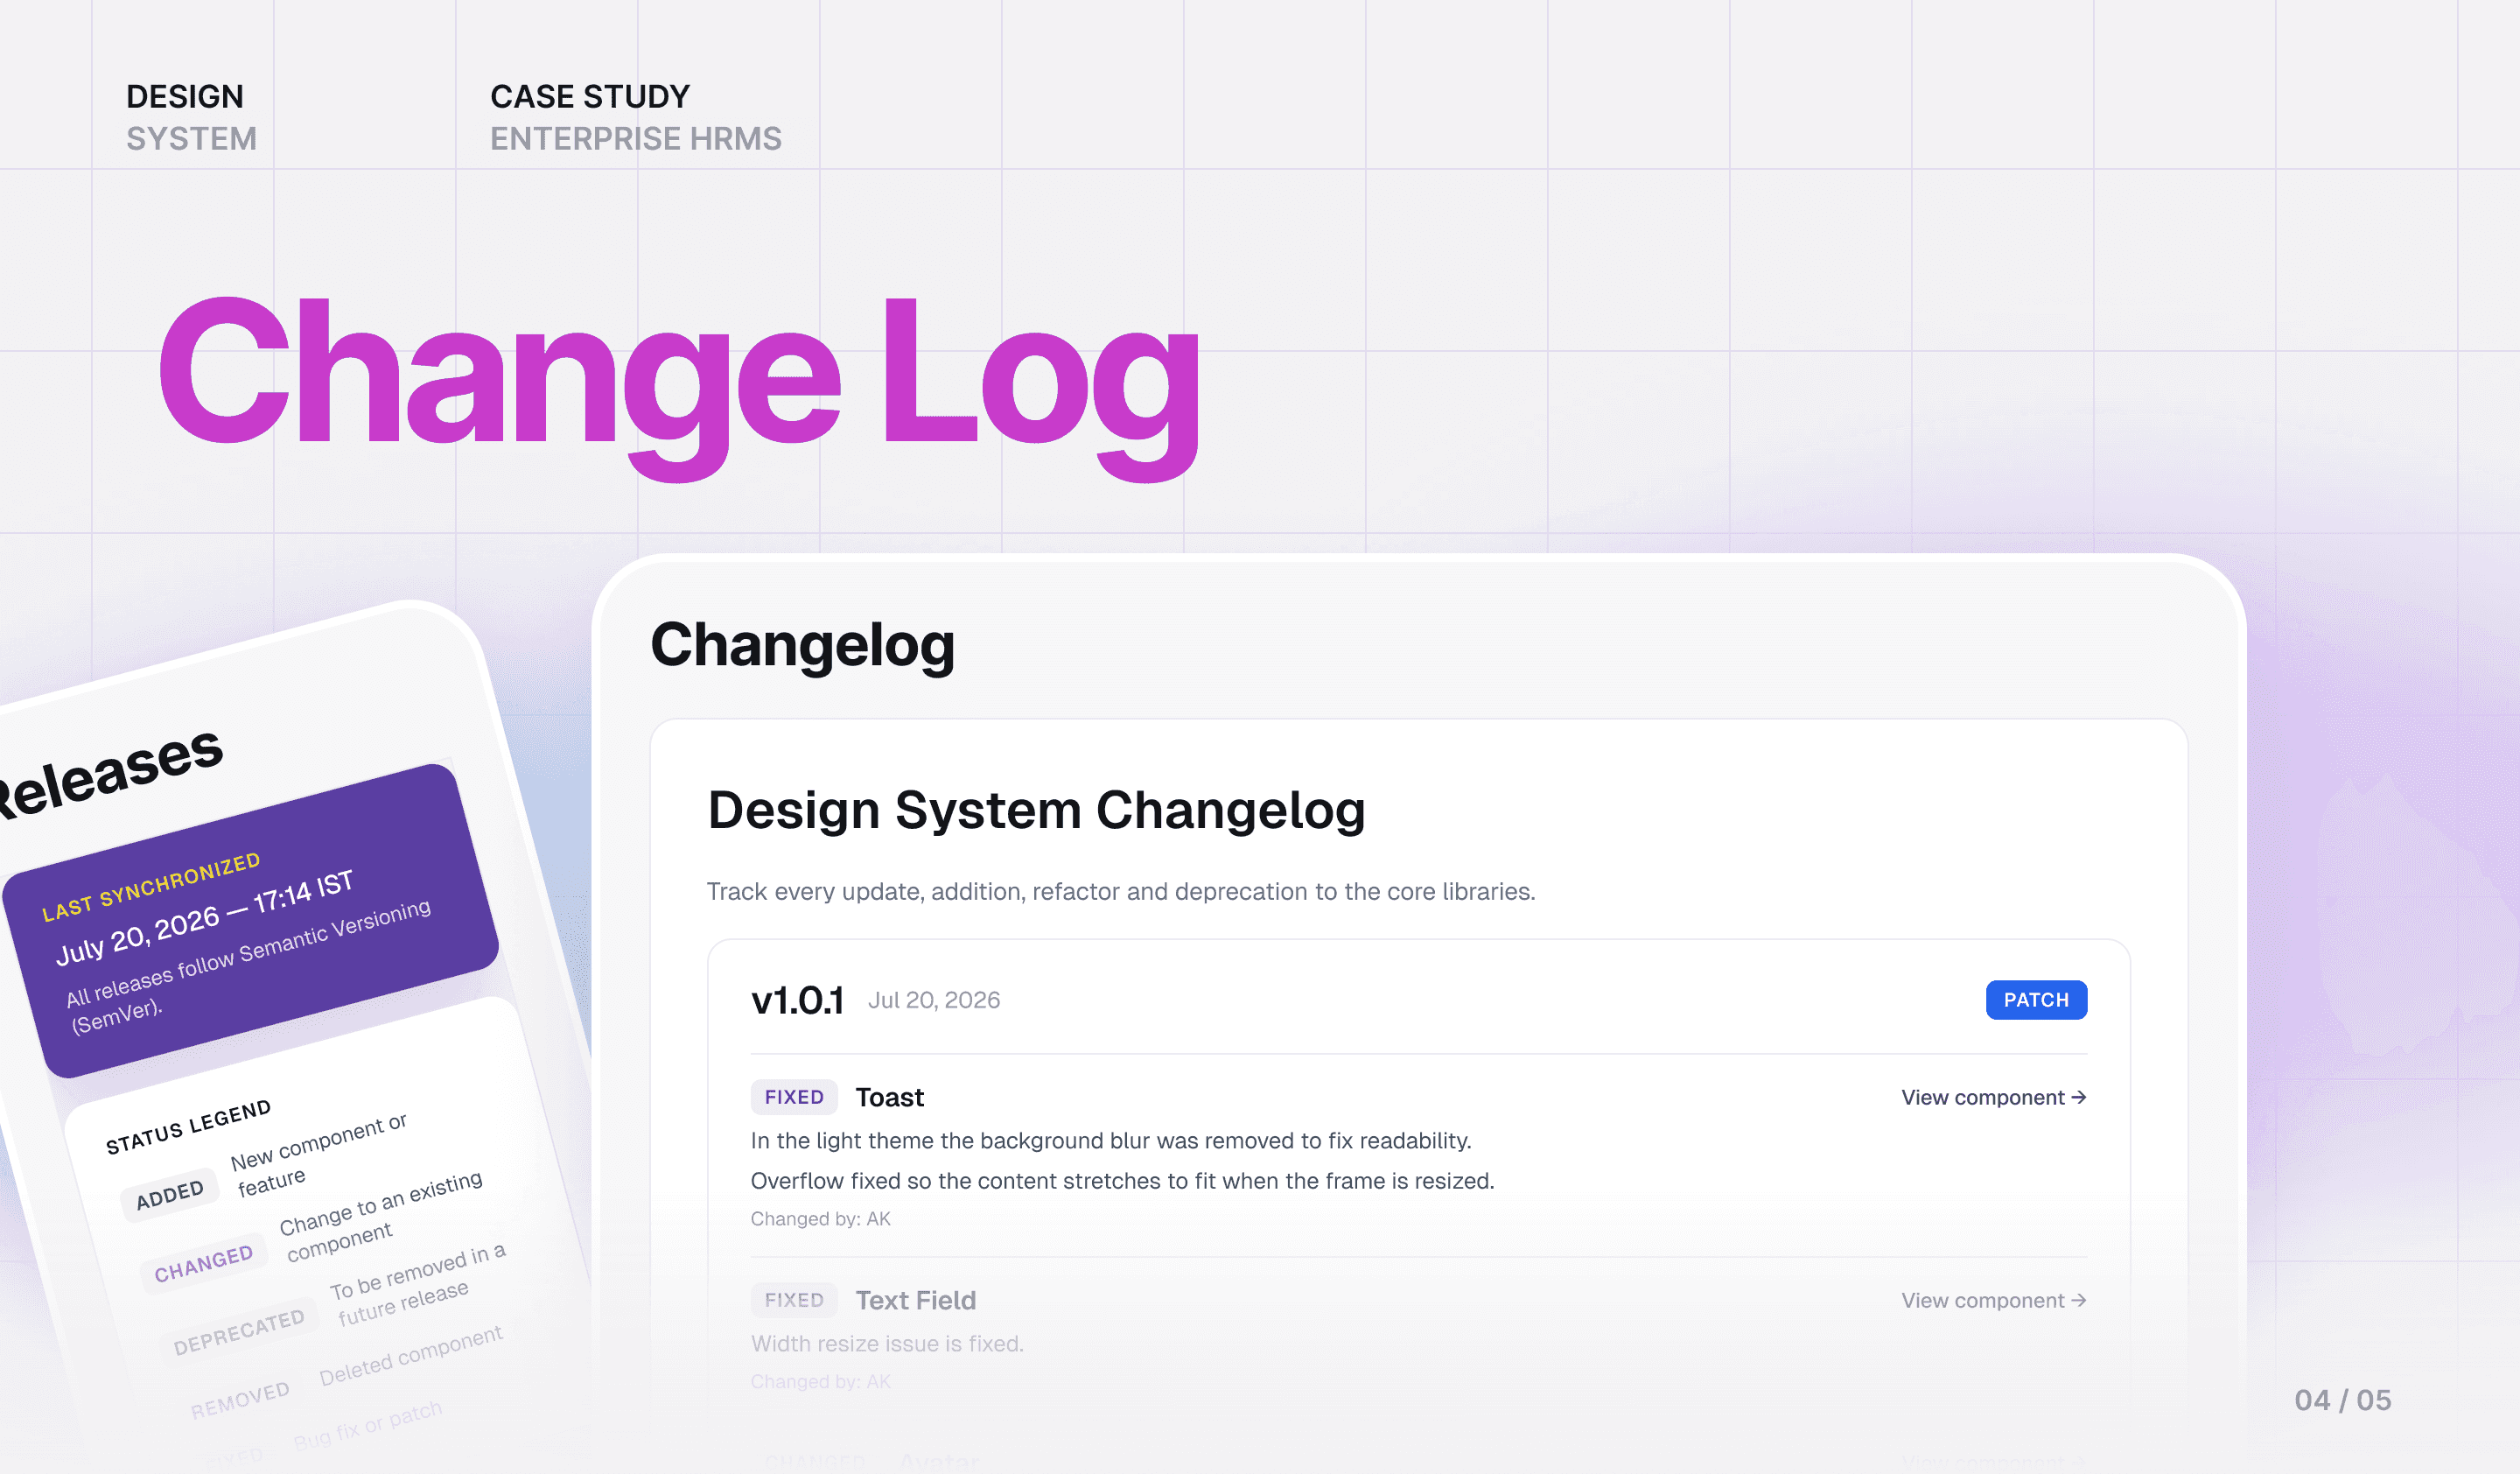 DESIGN
SYSTEM
CASE STUDY
ENTERPRISE HRMS
Change Log
Releases
LAST SYNCHRONIZED
July 20, 2026 — 17:14 IST
All releases follow Semantic Versioning
(SemVer).
STATUS LEGEND
ADDED
New component or
feature
CHANGED
Change to an existing
component
DEPRECATED
To be removed in a
future release
REMOVED
Deleted component
FIXED
Bug fix or patch
Changelog
Design System Changelog
Track every update, addition, refactor and deprecation to the core libraries.
v1.0.1 Jul 20, 2026
PATCH
FIXED Toast
View component →
In the light theme the background blur was removed to fix readability.
Overflow fixed so the content stretches to fit when the frame is resized.
Changed by: AK
FIXED Text Field
View component →
Width resize issue is fixed.
Changed by: AK
CHANGED Avatar
View component →
04 / 05